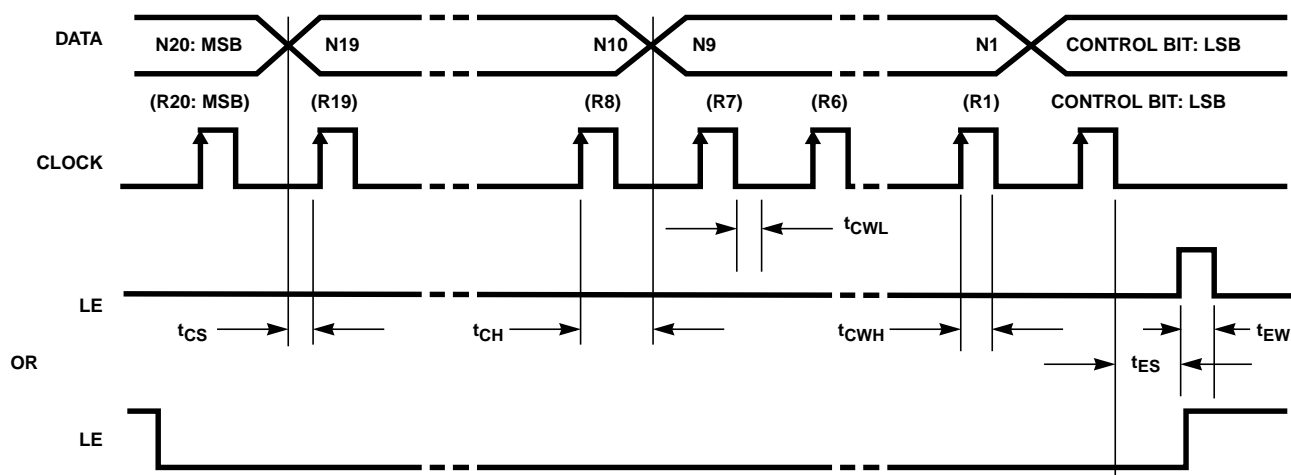 DATA N20: MSB N19 N10 N9 N1 CONTROL BIT: LSB
(R20: MSB) (R19) (R8) (R7) (R6) (R1) CONTROL BIT: LSB
CLOCK
tCWL
LE
tCS tCH tCWH tEW
OR tES
LE